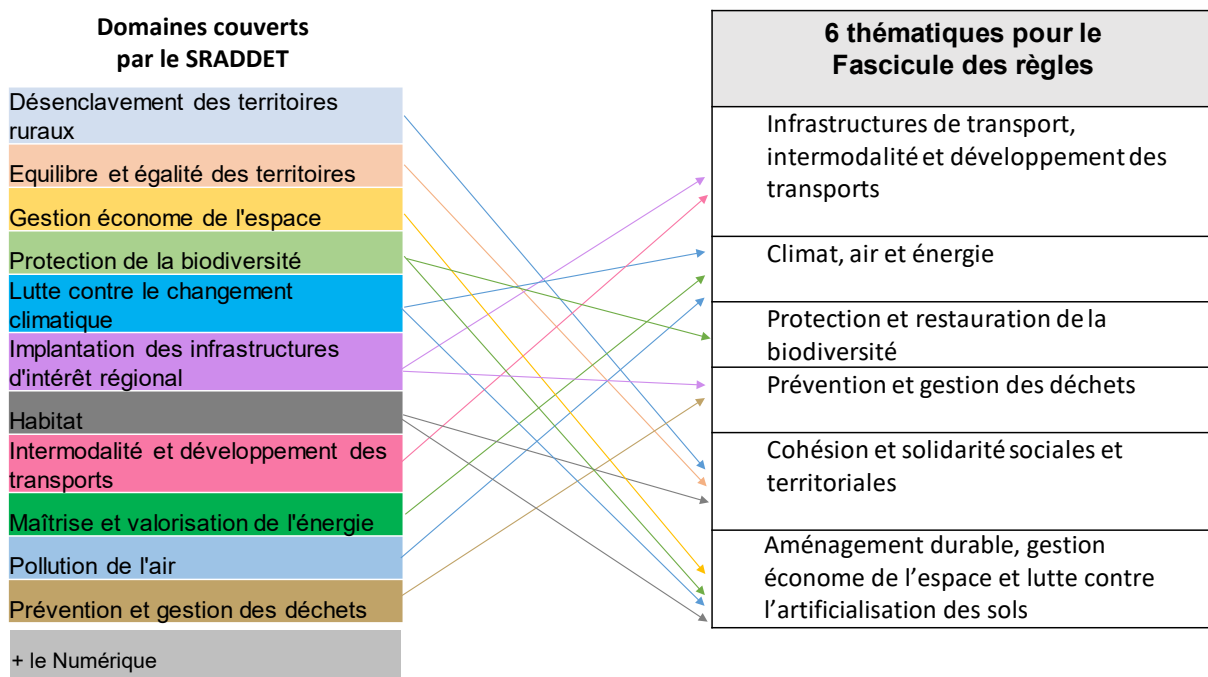 Domaines couverts
par le SRADDET
Désenclavement des territoires
ruraux
Equilibre et égalité des territoires
Gestion économe de l'espace
Protection de la biodiversité
Lutte contre le changement
climatique
Implantation des infrastructures
d'intérêt régional
Habitat
Intermodalité et développement des
transports
Maîtrise et valorisation de l'énergie
Pollution de l'air
Prévention et gestion des déchets
+ le Numérique
6 thématiques pour le
Fascicule des règles
Infrastructures de transport,
intermodalité et développement des
transports
Climat, air et énergie
Protection et restauration de la
biodiversité
Prévention et gestion des déchets
Cohésion et solidarité sociales et
territoriales
Aménagement durable, gestion
économe de l’espace et lutte contre
l’artificialisation des sols